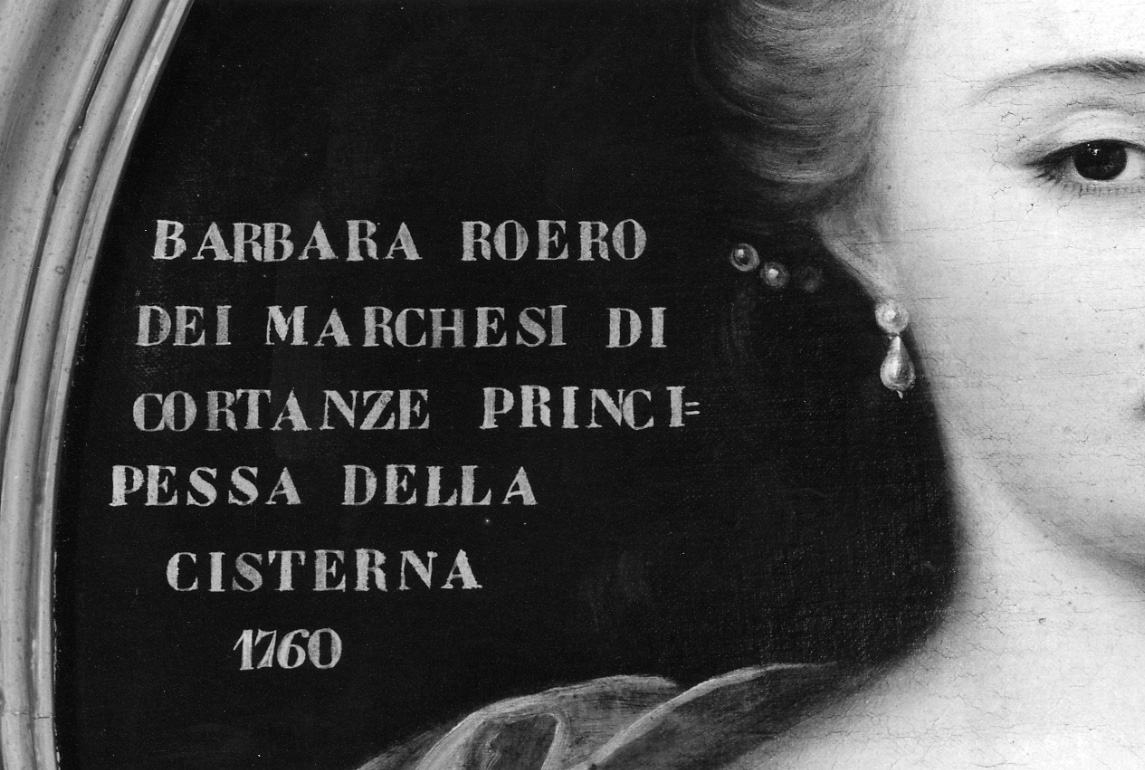 BARBARA ROERO
DEI MARCHESI DI
CORTANZE PRINCI=
PESSA DELLA
CISTERNA
1760